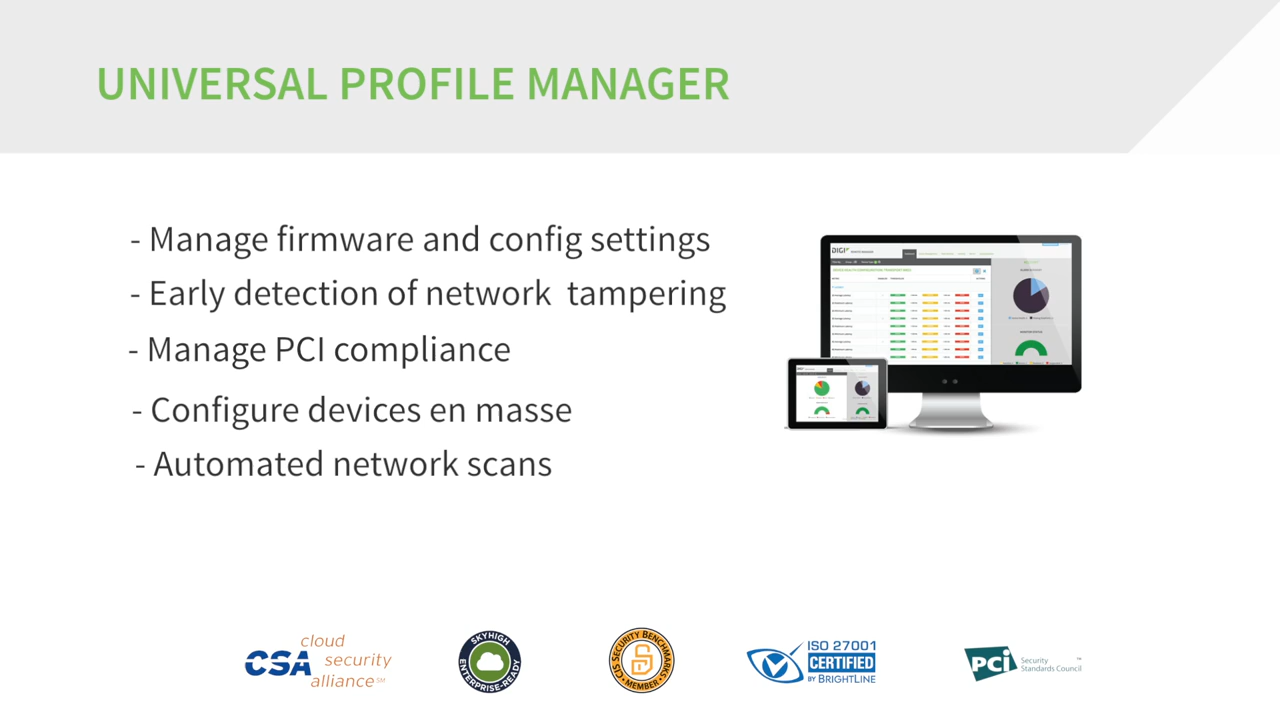 UNIVERSAL PROFILE MANAGER
- Manage firmware and config settings
- Early detection of network tampering
- Manage PCI compliance
- Configure devices en masse
- Automated network scans
DIGI
cloud
CSA security
alliance SM
SKYHIGH
ENTERPRISE-READY
CIS SECURITY BENCHMARKS
MEMBER
ISO 27001
CERTIFIED
BY BRIGHTLINE
PCi Security
Standards Council